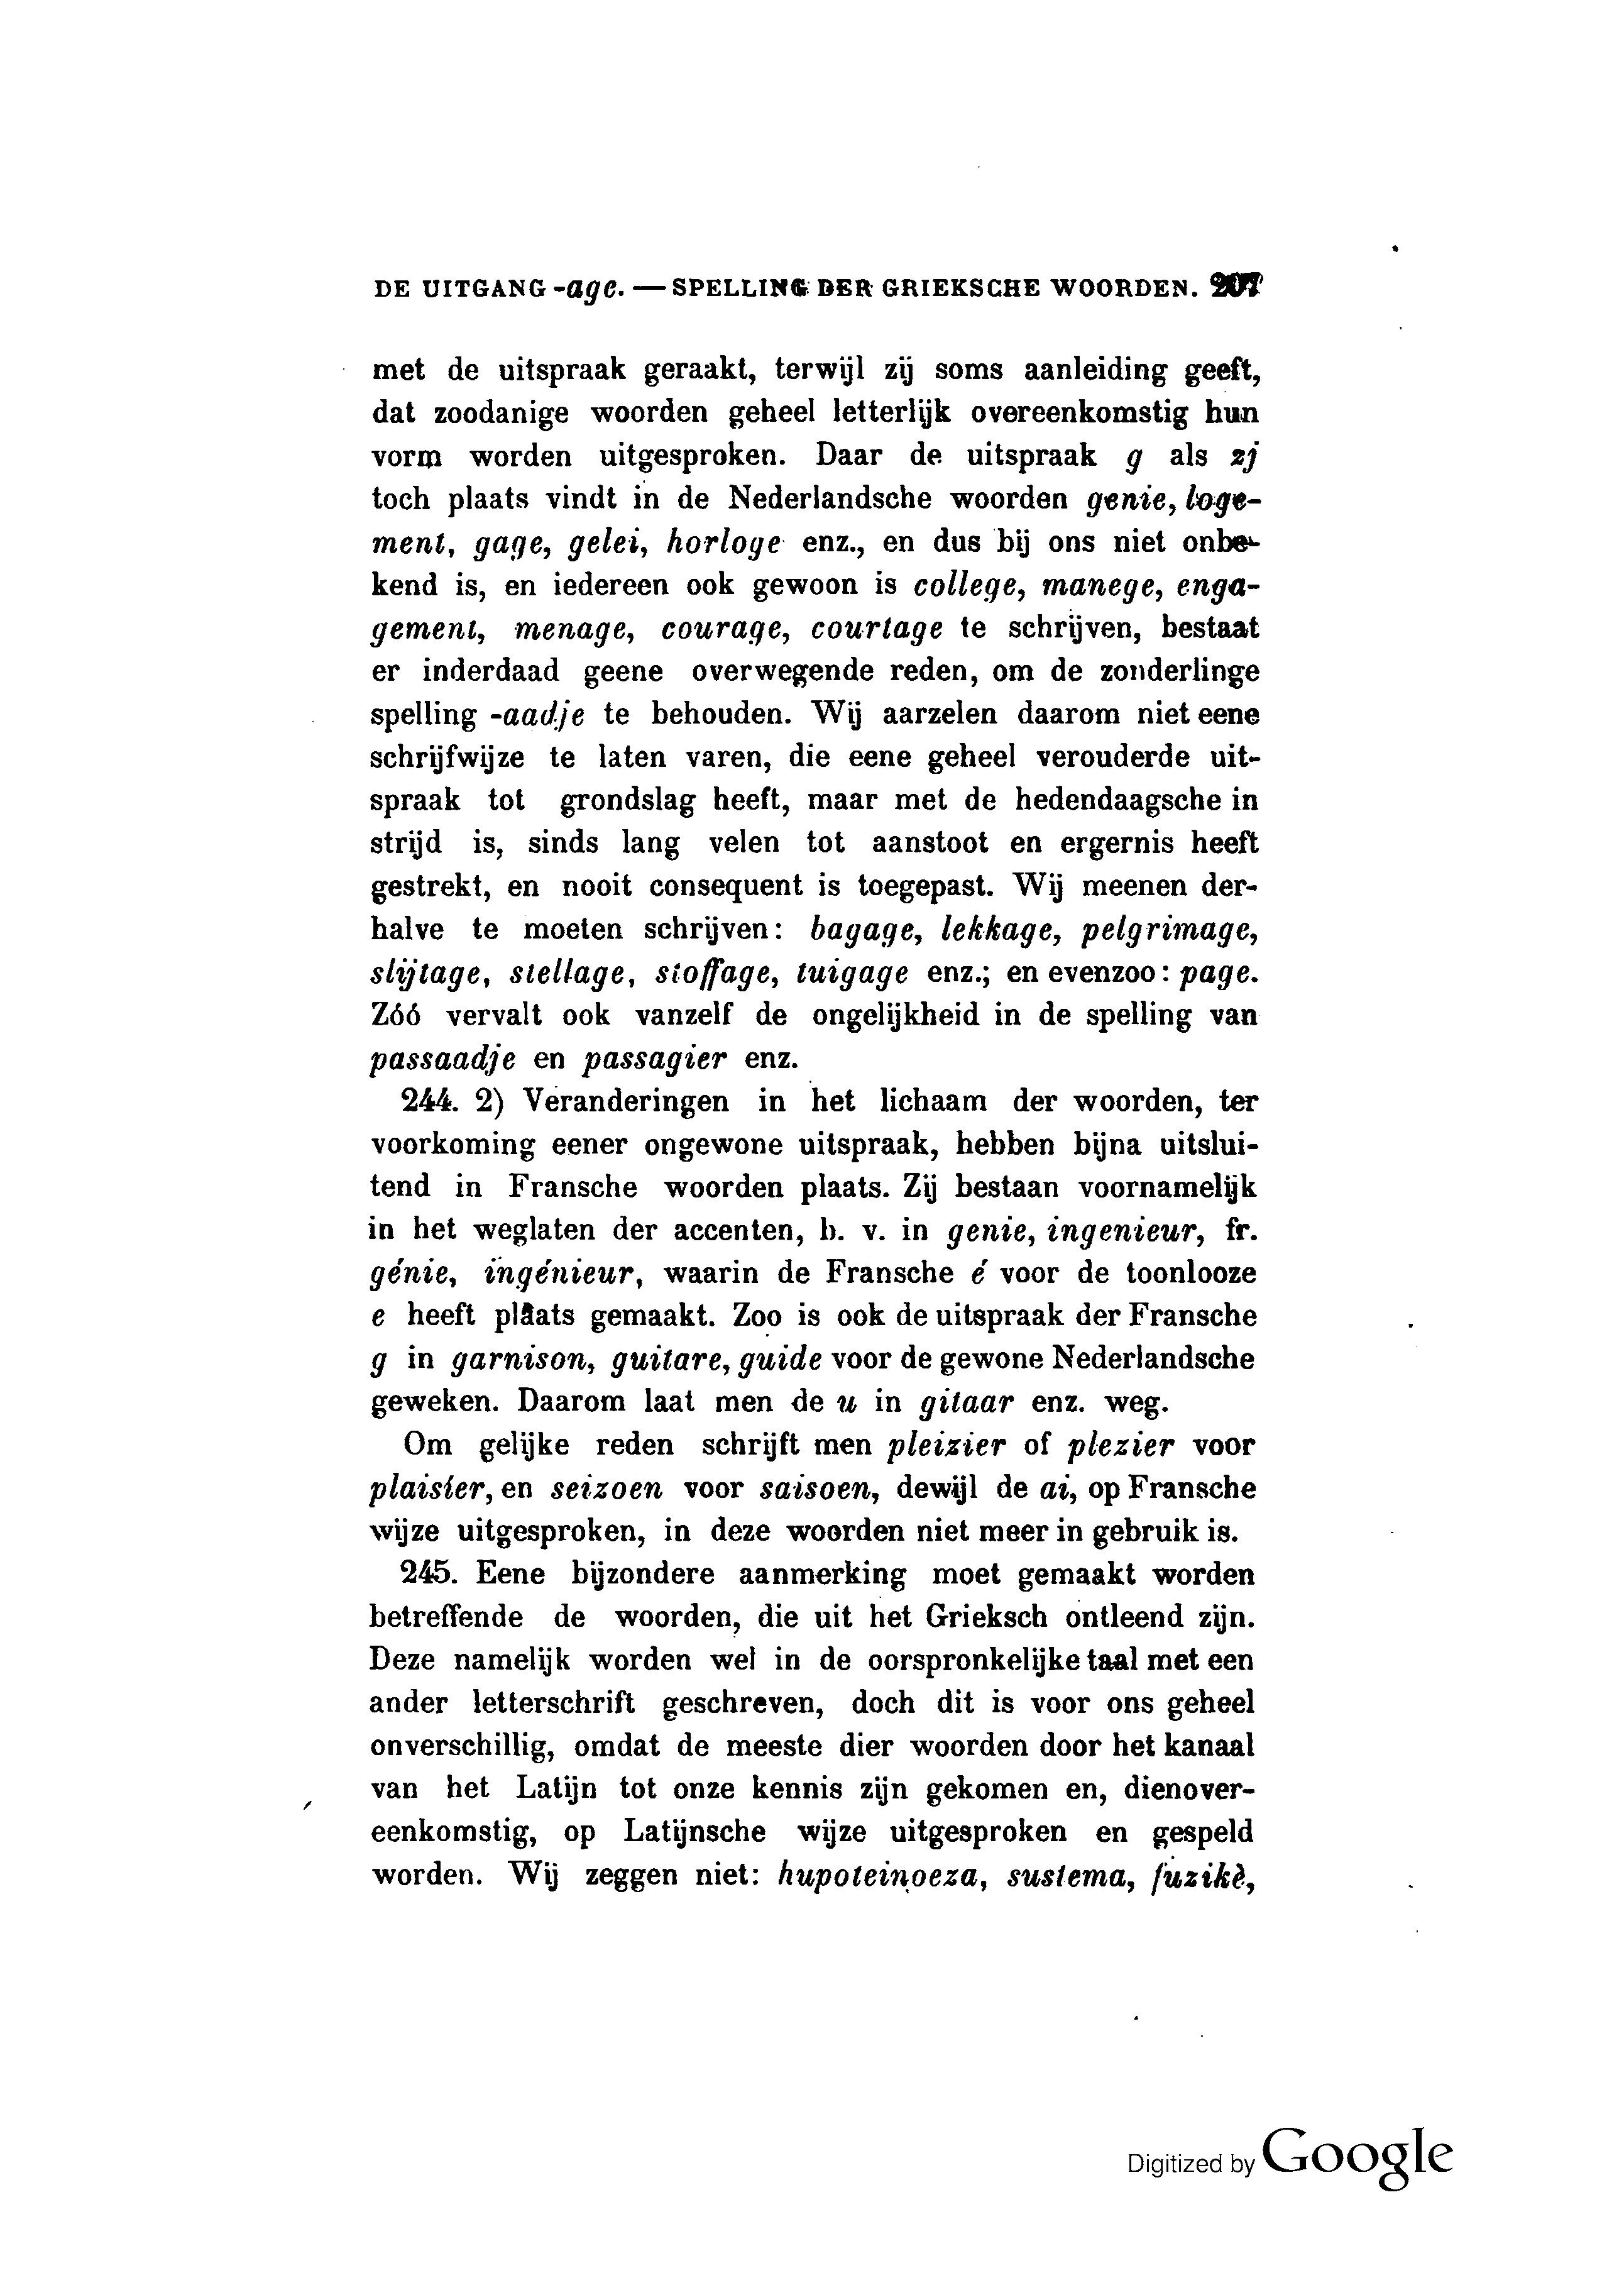 DE UITGANG -age. — SPELLING DER GRIEKSCHE WOORDEN. 207
met de uitspraak geraakt, terwijl zij soms aanleiding geeft,
dat zoodanige woorden geheel letterlijk overeenkomstig hun
vorm worden uitgesproken. Daar de uitspraak g als zj
toch plaats vindt in de Nederlandsche woorden genie, loge-
ment, gage, gelei, horloge enz., en dus bij ons niet onbe-
kend is, en iedereen ook gewoon is college, manege, enga-
gement, menage, courage, courtage te schrijven, bestaat
er inderdaad geene overwegende reden, om de zonderlinge
spelling -aadje te behouden. Wij aarzelen daarom niet eene
schrijfwijze te laten varen, die eene geheel verouderde uit-
spraak tot grondslag heeft, maar met de hedendaagsche in
strijd is, sinds lang velen tot aanstoot en ergernis heeft
gestrekt, en nooit consequent is toegepast. Wij meenen der-
halve te moeten schrijven: bagage, lekkage, pelgrimage,
slijtage, stellage, stoffage, tuigage enz.; en evenzoo: page.
Zóó vervalt ook vanzelf de ongelijkheid in de spelling van
passaadje en passagier enz.
244. 2) Veranderingen in het lichaam der woorden, ter
voorkoming eener ongewone uitspraak, hebben bijna uitslui-
tend in Fransche woorden plaats. Zij bestaan voornamelijk
in het weglaten der accenten, b. v. in genie, ingenieur, fr.
génie, ingénieur, waarin de Fransche é voor de toonlooze
e heeft plaats gemaakt. Zoo is ook de uitspraak der Fransche
g in garnison, guitare, guide voor de gewone Nederlandsche
geweken. Daarom laat men de u in gitaar enz. weg.
Om gelijke reden schrijft men pleizier of plezier voor
plaisier, en seizoen voor saisoen, dewijl de ai, op Fransche
wijze uitgesproken, in deze woorden niet meer in gebruik is.
245. Eene bijzondere aanmerking moet gemaakt worden
betreffende de woorden, die uit het Grieksch ontleend zijn.
Deze namelijk worden wel in de oorspronkelijke taal met een
ander letterschrift geschreven, doch dit is voor ons geheel
onverschillig, omdat de meeste dier woorden door het kanaal
van het Latijn tot onze kennis zijn gekomen en, dienover-
eenkomstig, op Latijnsche wijze uitgesproken en gespeld
worden. Wij zeggen niet: hupoteinoeza, sustema, fuzikè,
Digitized by Google